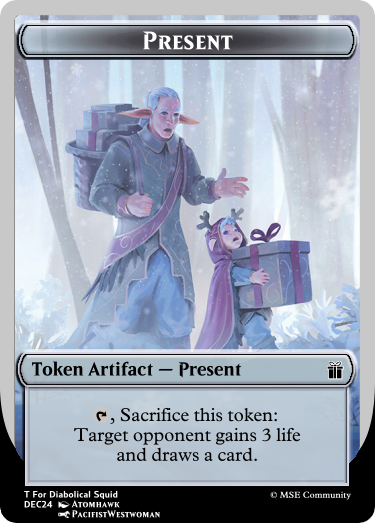 Present
Token Artifact — Present
, Sacrifice this token:
Target opponent gains 3 life
and draws a card.
T For Diabolical Squid
DEC24 Atomhawk
PacifistWestwoman
© MSE Community